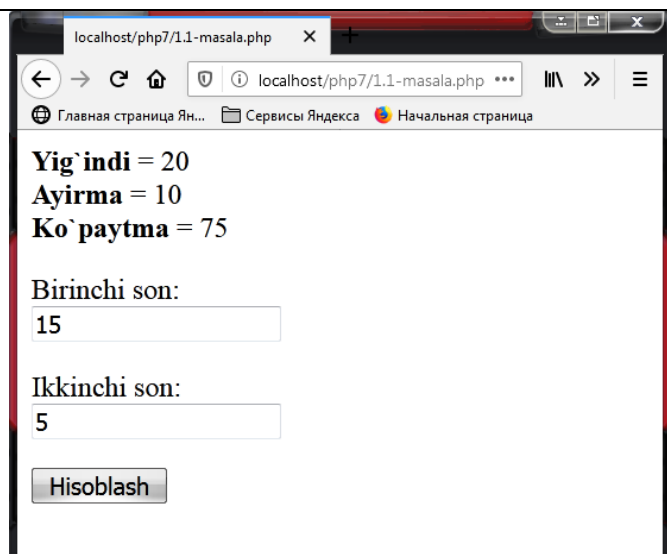 localhost/php7/1.1-masala.php
localhost/php7/1.1-masala.php
Главная страница Ян... Сервисы Яндекса Начальная страница
Yig`indi = 20
Ayirma = 10
Ko`paytma = 75
Birinchi son:
15
Ikkinchi son:
5
Hisoblash